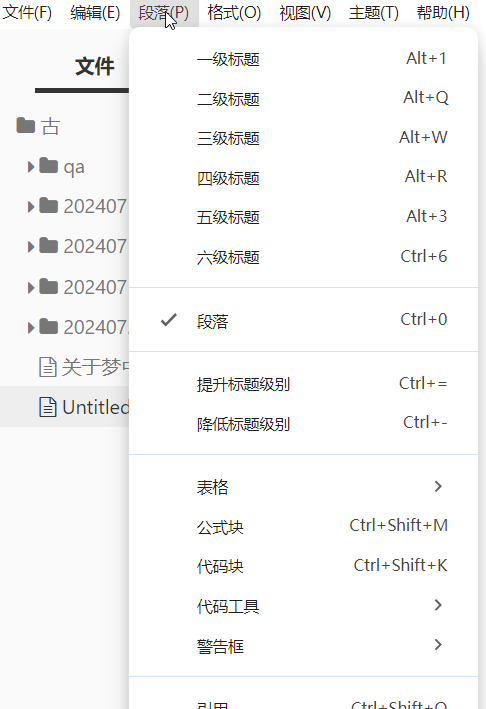 文件(F) 编辑(E) 段落(P) 格式(O) 视图(V) 主题(T) 帮助(H)
文件
古
qa
202407
202407
202407
202407
关于梦中
Untitled
一级标题 Alt+1
二级标题 Alt+Q
三级标题 Alt+W
四级标题 Alt+R
五级标题 Alt+3
六级标题 Ctrl+6
段落 Ctrl+0
提升标题级别 Ctrl+=
降低标题级别 Ctrl+-
表格
公式块 Ctrl+Shift+M
代码块 Ctrl+Shift+K
代码工具
警告框
引用 Ctrl+Shift+Q